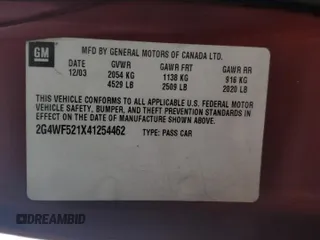 GM
MFD BY GENERAL MOTORS OF CANADA LTD.
DATE GVWR GAWR FRT GAWR RR
12/03 2054 KG 1138 KG 916 KG
4529 LB 2509 LB 2020 LB
THIS VEHICLE CONFORMS TO ALL APPLICABLE U.S. FEDERAL MOTOR
VEHICLE SAFETY, BUMPER, AND THEFT PREVENTION STANDARDS IN
EFFECT ON THE DATE OF MANUFACTURE SHOWN ABOVE.
2G4WF521X41254462 TYPE: PASS CAR
DREAMBID